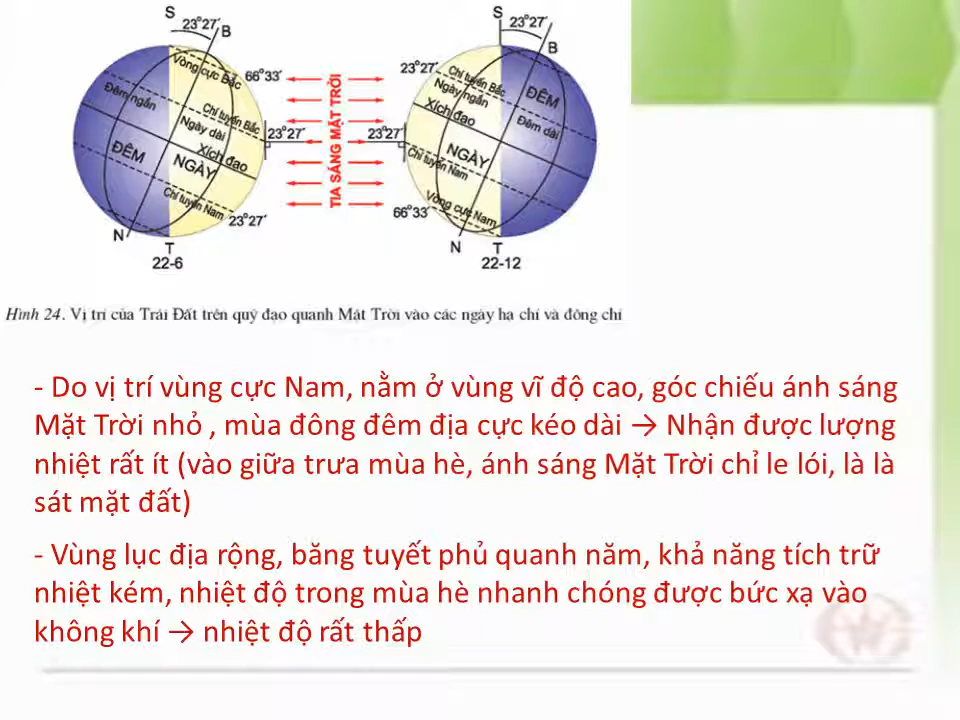 S
23°27′
B
Vòng cực Bắc
66°33′
Đêm ngắn
Chí tuyến Bắc
Ngày dài
23°27′
Xích đạo
ĐÊM
NGÀY
Chí tuyến Nam
23°27′
N
T
22-6
TIA SÁNG MẶT TRỜI
S
23°27′
B
23°27′
Chí tuyến Bắc
Ngày ngắn
ĐÊM
Xích đạo
Đêm dài
23°27′
NGÀY
Chí tuyến Nam
66°33′
Vòng cực Nam
N
T
22-12
Hình 24. Vị trí của Trái Đất trên quỹ đạo quanh Mặt Trời vào các ngày hạ chí và đông chí
- Do vị trí vùng cực Nam, nằm ở vùng vĩ độ cao, góc chiếu ánh sáng
Mặt Trời nhỏ , mùa đông đêm địa cực kéo dài → Nhận được lượng
nhiệt rất ít (vào giữa trưa mùa hè, ánh sáng Mặt Trời chỉ le lói, là là
sát mặt đất)
- Vùng lục địa rộng, băng tuyết phủ quanh năm, khả năng tích trữ
nhiệt kém, nhiệt độ trong mùa hè nhanh chóng được bức xạ vào
không khí → nhiệt độ rất thấp